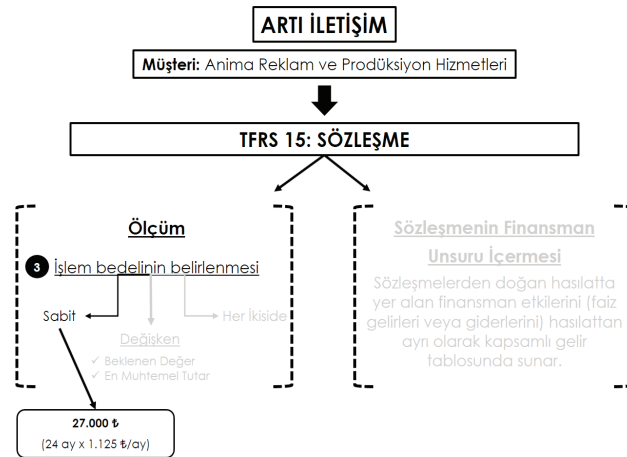 ARTI İLETİŞİM
Müşteri: Anima Reklam ve Prodüksiyon Hizmetleri
TFRS 15: SÖZLEŞME
Ölçüm
3 İşlem bedelinin belirlenmesi
Sabit
Değişken
✓ Beklenen Değer
✓ En Muhtemel Tutar
Her İkiside
27.000 ₺
(24 ay x 1.125 ₺/ay)
Sözleşmenin Finansman
Unsuru İçermesi
Sözleşmelerden doğan hasılatta
yer alan finansman etkilerini (faiz
gelirleri veya giderlerini) hasılattan
ayrı olarak kapsamlı gelir
tablosunda sunar.